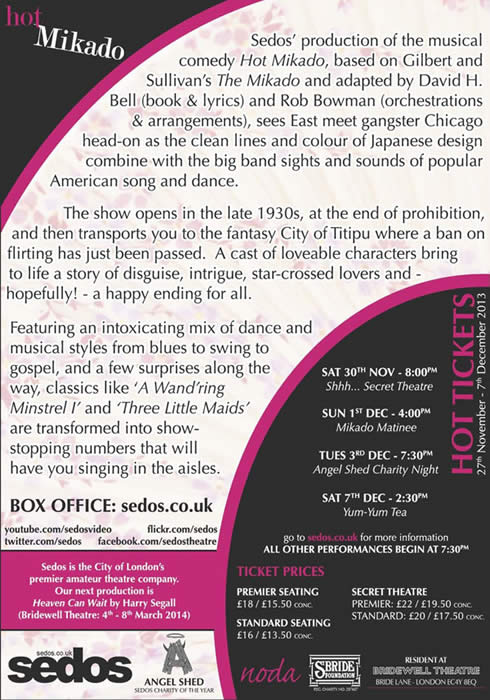 hot
Mikado
Sedos' production of the musical
comedy Hot Mikado, based on Gilbert and
Sullivan's The Mikado and adapted by David H.
Bell (book & lyrics) and Rob Bowman (orchestrations
& arrangements), sees East meet gangster Chicago
head-on as the clean lines and colour of Japanese design
combine with the big band sights and sounds of popular
American song and dance.
The show opens in the late 1930s, at the end of prohibition,
and then transports you to the fantasy City of Titipu where a ban on
flirting has just been passed. A cast of loveable characters bring
to life a story of disguise, intrigue, star-crossed lovers and -
hopefully! - a happy ending for all.
Featuring an intoxicating mix of dance and
musical styles from blues to swing to
gospel, and a few surprises along the
way, classics like 'A Wand'ring
Minstrel I' and 'Three Little Maids'
are transformed into show-
stopping numbers that will
have you singing in the aisles.
BOX OFFICE: sedos.co.uk
youtube.com/sedosvideo flickr.com/sedos
twitter.com/sedos facebook.com/sedostheatre
HOT TICKETS
27th November - 7th December 2013
SAT 30TH NOV - 8:00PM
Shhh... Secret Theatre
SUN 1ST DEC - 4:00PM
Mikado Matinee
TUES 3RD DEC - 7:30PM
Angel Shed Charity Night
SAT 7TH DEC - 2:30PM
Yum-Yum Tea
go to sedos.co.uk for more information
ALL OTHER PERFORMANCES BEGIN AT 7:30PM
TICKET PRICES
PREMIER SEATING
£18 / £15.50 CONC.
STANDARD SEATING
£16 / £13.50 CONC.
SECRET THEATRE
PREMIER: £22 / £19.50 CONC.
STANDARD: £20 / £17.50 CONC.
Sedos is the City of London's
premier amateur theatre company.
Our next production is
Heaven Can Wait by Harry Segall
(Bridewell Theatre: 4th - 8th March 2014)
sedos.co.uk
sedos
ANGEL SHED
SEDOS CHARITY OF THE YEAR
noda
ST BRIDE
FOUNDATION
RESIDENT AT
BRIDEWELL THEATRE
BRIDE LANE - LONDON EC4Y 8EQ